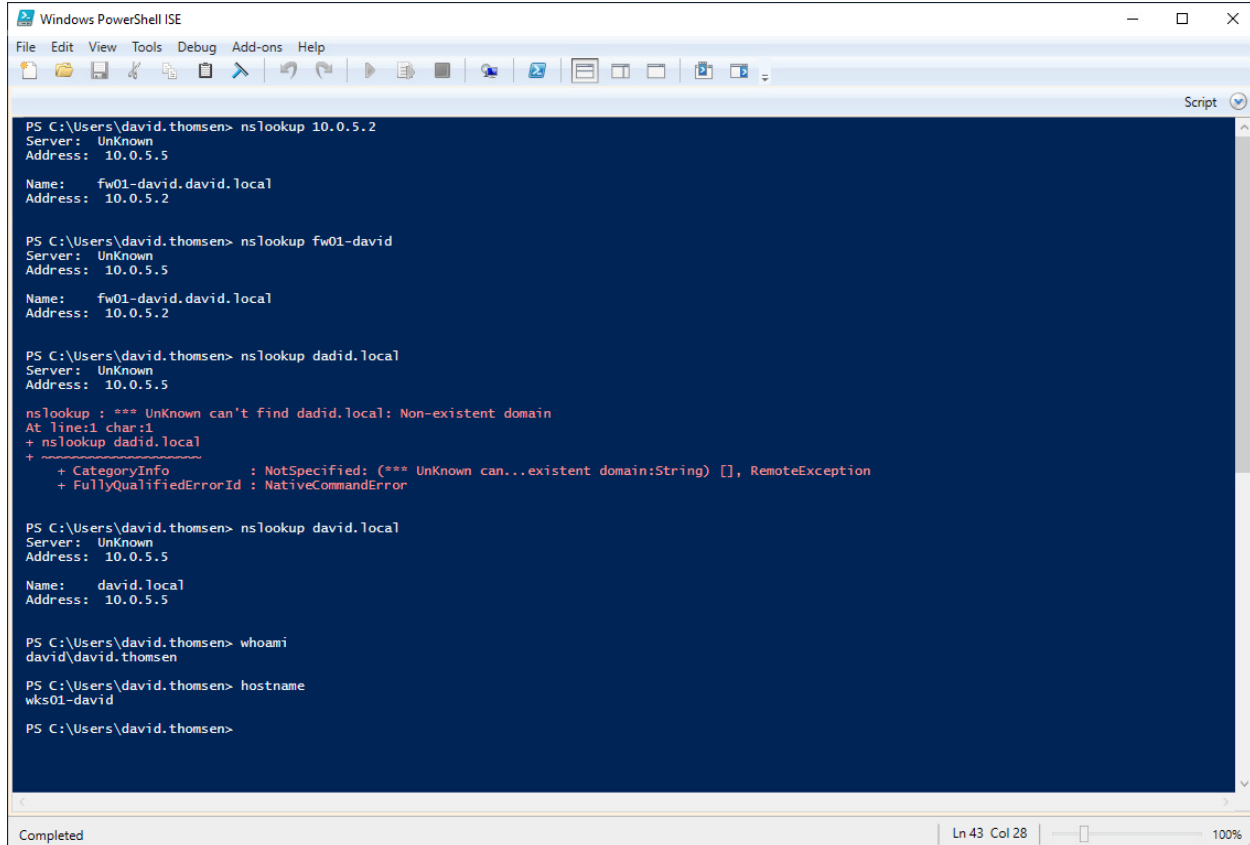 Windows PowerShell ISE
File Edit View Tools Debug Add-ons Help
Script
PS C:\Users\david.thomsen> nslookup 10.0.5.2
Server:  UnKnown
Address:  10.0.5.5
Name:    fw01-david.david.local
Address:  10.0.5.2
PS C:\Users\david.thomsen> nslookup fw01-david
Server:  UnKnown
Address:  10.0.5.5
Name:    fw01-david.david.local
Address:  10.0.5.2
PS C:\Users\david.thomsen> nslookup dadid.local
Server:  UnKnown
Address:  10.0.5.5
nslookup : *** UnKnown can't find dadid.local: Non-existent domain
At line:1 char:1
+ nslookup dadid.local
+ ~~~~~~~~~~~~~~~~~~~~
    + CategoryInfo          : NotSpecified: (*** UnKnown can...existent domain:String) [], RemoteException
    + FullyQualifiedErrorId : NativeCommandError
PS C:\Users\david.thomsen> nslookup david.local
Server:  UnKnown
Address:  10.0.5.5
Name:    david.local
Address:  10.0.5.5
PS C:\Users\david.thomsen> whoami
david\david.thomsen
PS C:\Users\david.thomsen> hostname
wks01-david
PS C:\Users\david.thomsen>
Completed
Ln 43 Col 28
100%